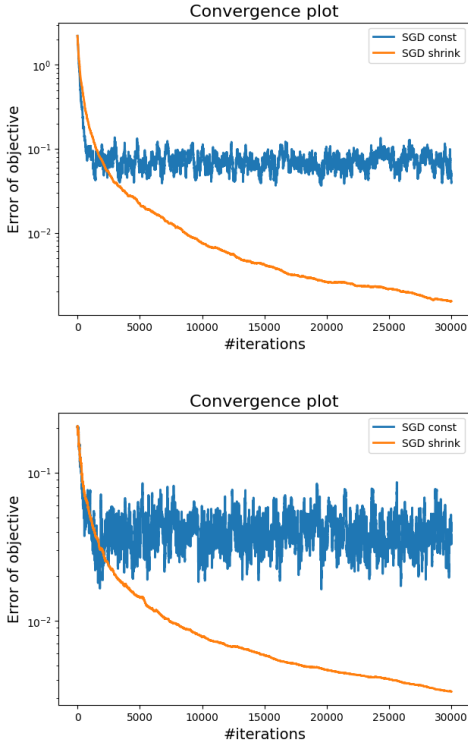 Convergence plot
SGD const
SGD shrink
10⁰
10⁻¹
10⁻²
Error of objective
0 5000 10000 15000 20000 25000 30000
#iterations
Convergence plot
SGD const
SGD shrink
10⁻¹
10⁻²
Error of objective
0 5000 10000 15000 20000 25000 30000
#iterations